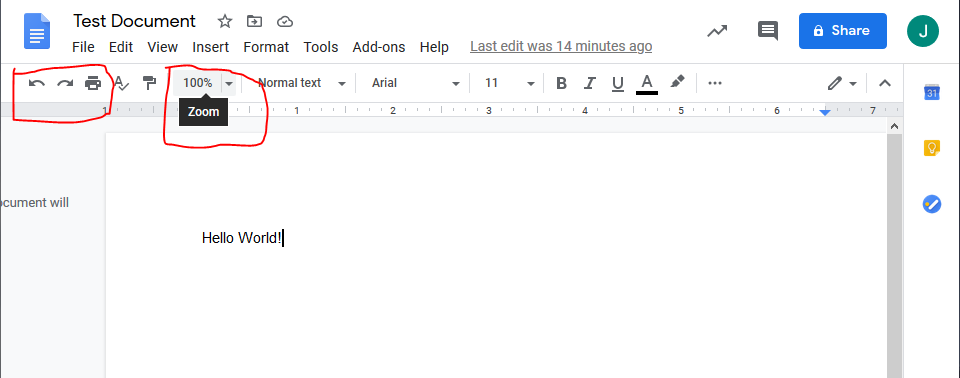 Test Document
File Edit View Insert Format Tools Add-ons Help Last edit was 14 minutes ago
Share
J
100% Normal text Arial 11 B I U A
Zoom
1 1 2 3 4 5 6 7
31
ocument will
Hello World!